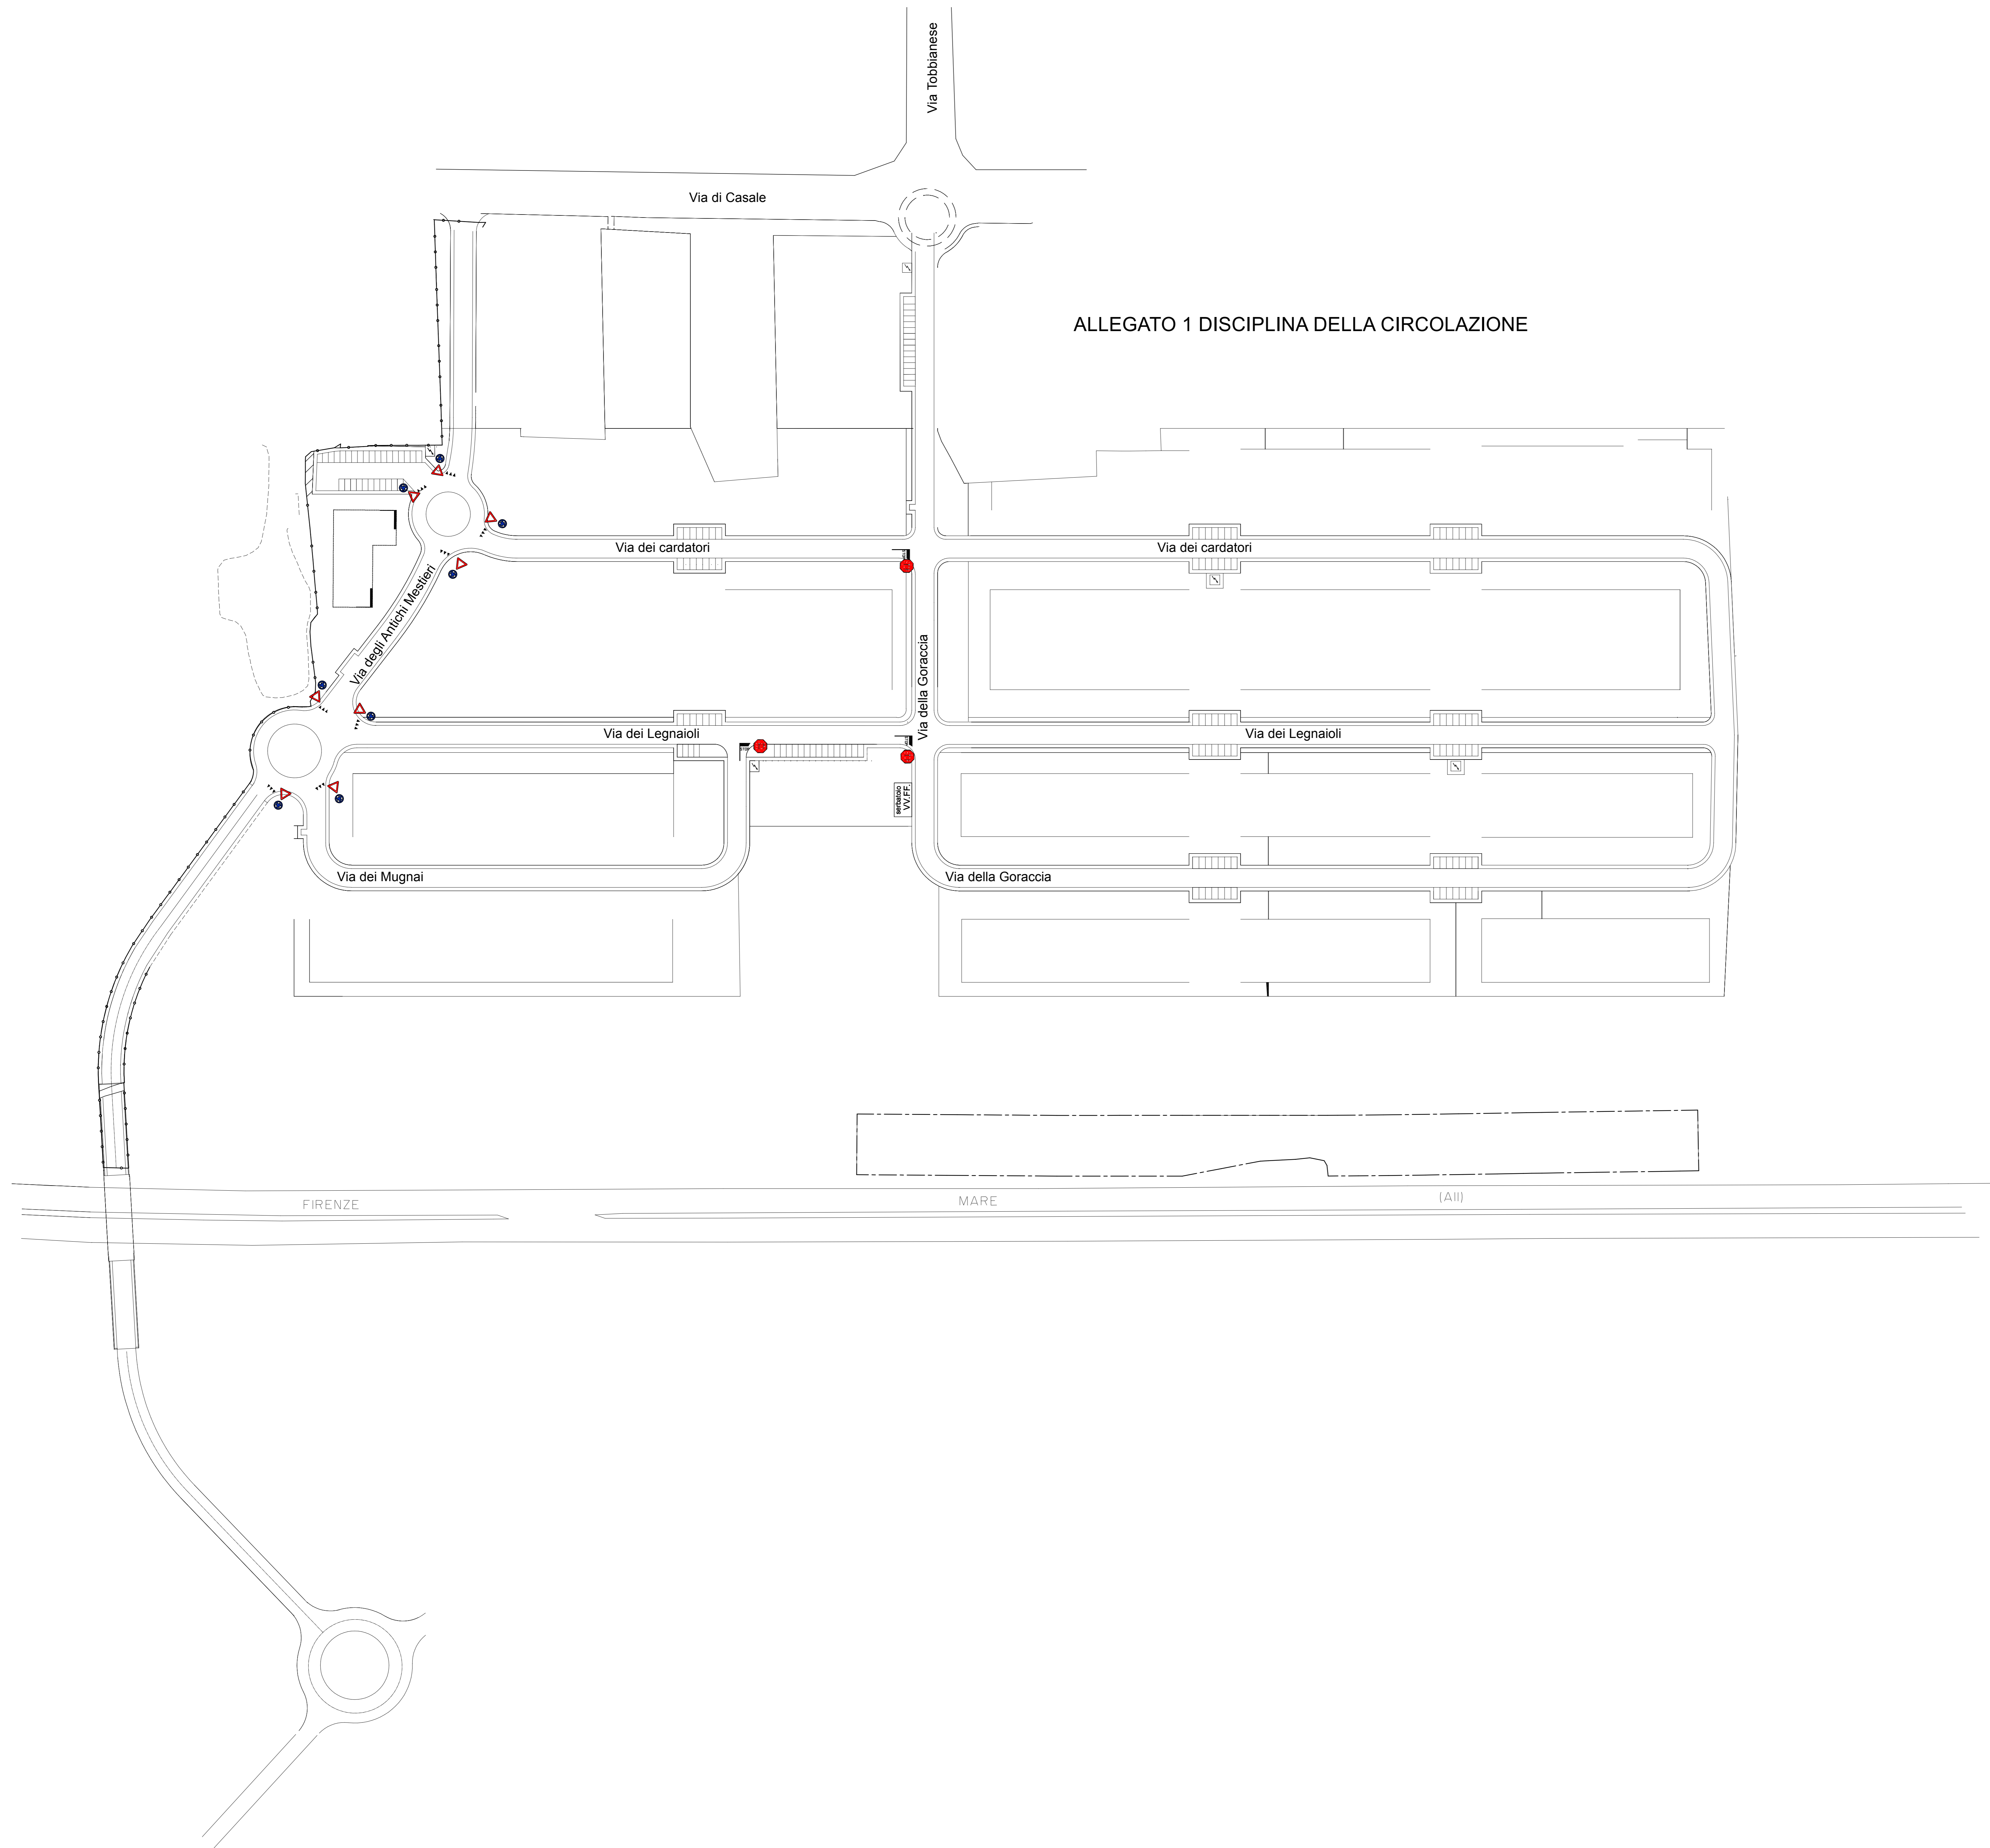 Via Tobbianese
Via di Casale
ALLEGATO 1 DISCIPLINA DELLA CIRCOLAZIONE
Via dei cardatori
Via dei cardatori
Via degli Antichi Mestieri
Via della Goraccia
Via dei Legnaioli
Via dei Legnaioli
STOP
serbatoio
VV.FF.
Via dei Mugnai
Via della Goraccia
FIRENZE
MARE
(A11)